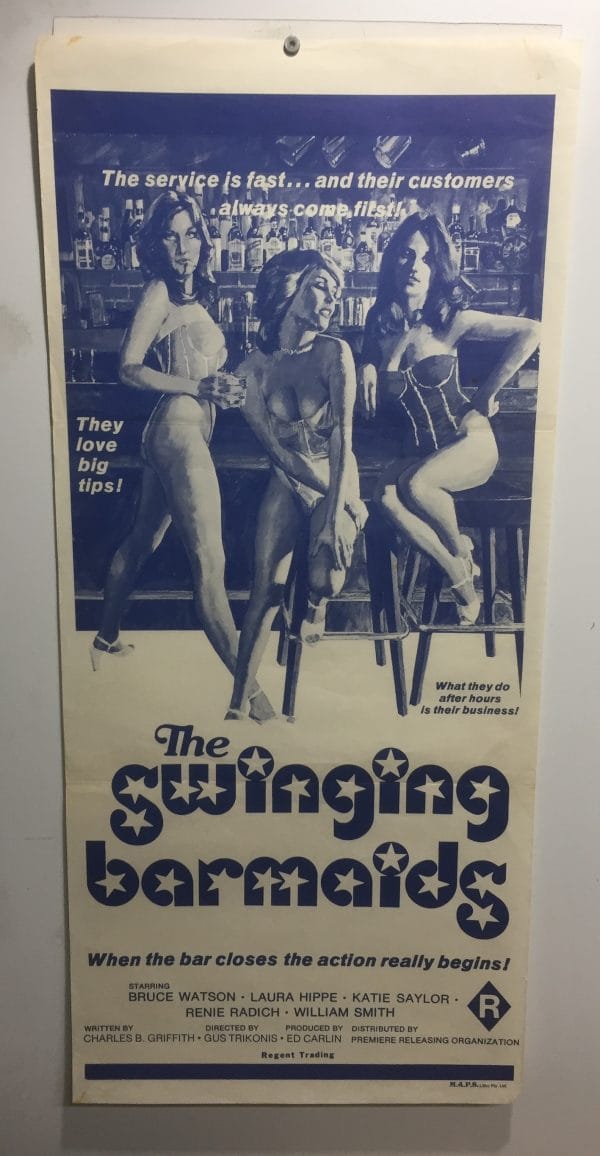 The service is fast... and their customers
always come first!
They
love
big
tips!
What they do
after hours
is their business!
The
swinging
barmaids
When the bar closes the action really begins!
STARRING
BRUCE WATSON · LAURA HIPPE · KATIE SAYLOR ·
RENIE RADICH · WILLIAM SMITH
R
WRITTEN BY DIRECTED BY PRODUCED BY DISTRIBUTED BY
CHARLES B. GRIFFITH · GUS TRIKONIS · ED CARLIN PREMIERE RELEASING ORGANIZATION
Regent Trading
M.A.P.S. Litho Pty. Ltd.